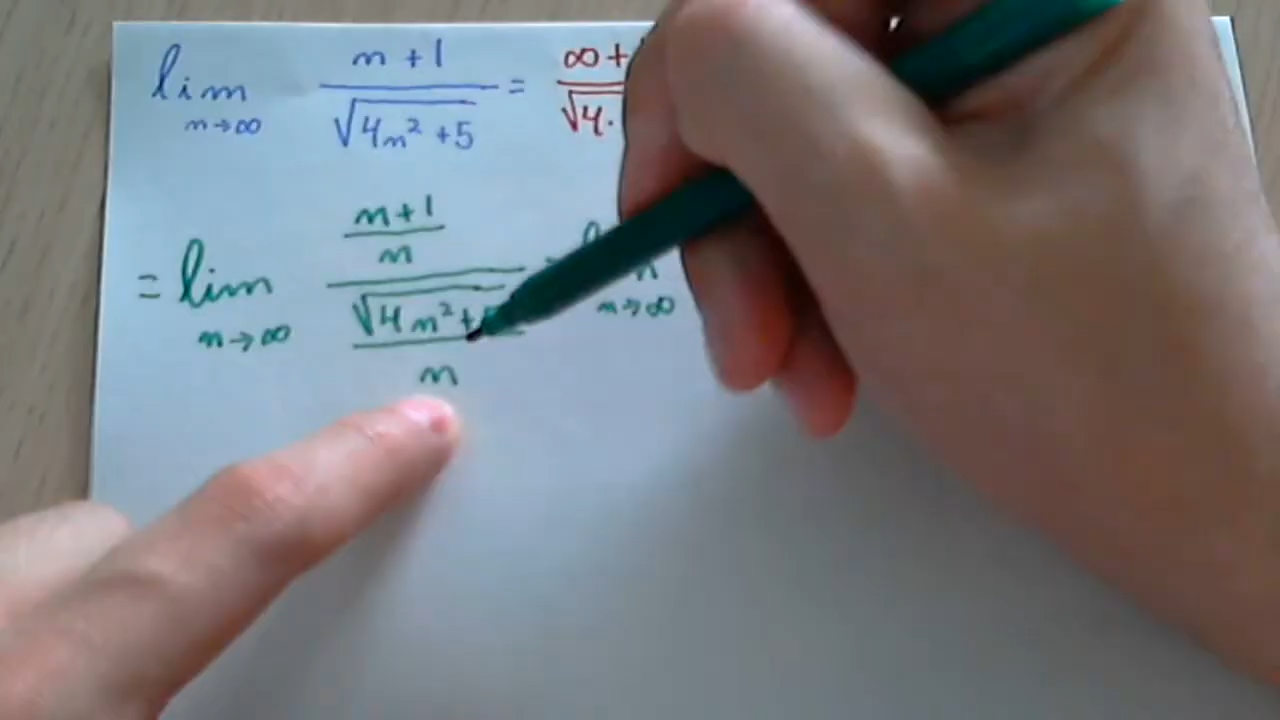 lim n→∞ (n+1)/√(4n²+5) = (∞+)/(√4·
= lim n→∞ ((n+1)/n)/(√(4n²+)/n) = n→∞